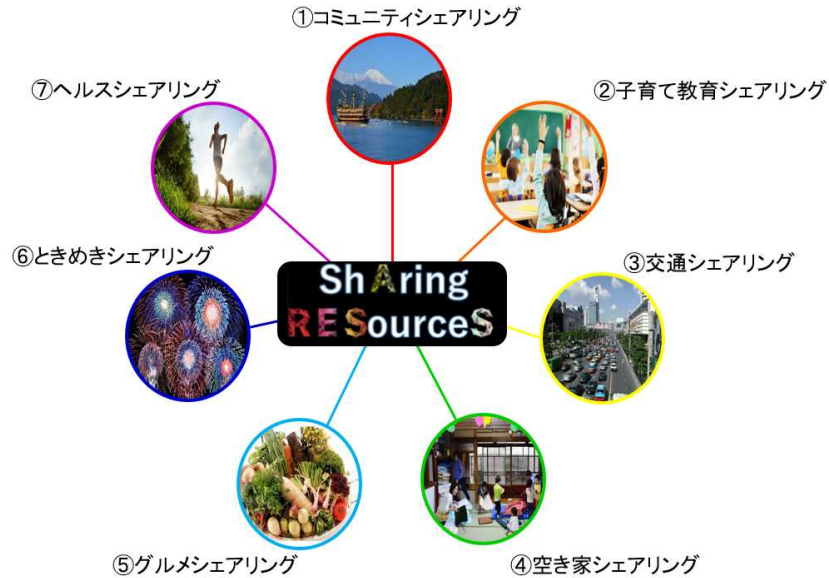 ①コミュニティシェアリング
⑦ヘルスシェアリング
②子育て教育シェアリング
⑥ときめきシェアリング
③交通シェアリング
ShAring
RESourceS
⑤グルメシェアリング
④空き家シェアリング